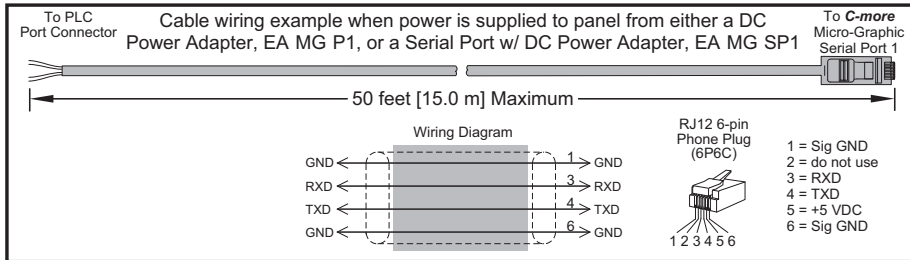 To PLC
Port Connector
Cable wiring example when power is supplied to panel from either a DC
Power Adapter, EA MG P1, or a Serial Port w/ DC Power Adapter, EA MG SP1
To C-more
Micro-Graphic
Serial Port 1
50 feet [15.0 m] Maximum
Wiring Diagram
GND 1 GND
RXD 3 RXD
TXD 4 TXD
GND 6 GND
RJ12 6-pin
Phone Plug
(6P6C)
1 2 3 4 5 6
1 = Sig GND
2 = do not use
3 = RXD
4 = TXD
5 = +5 VDC
6 = Sig GND